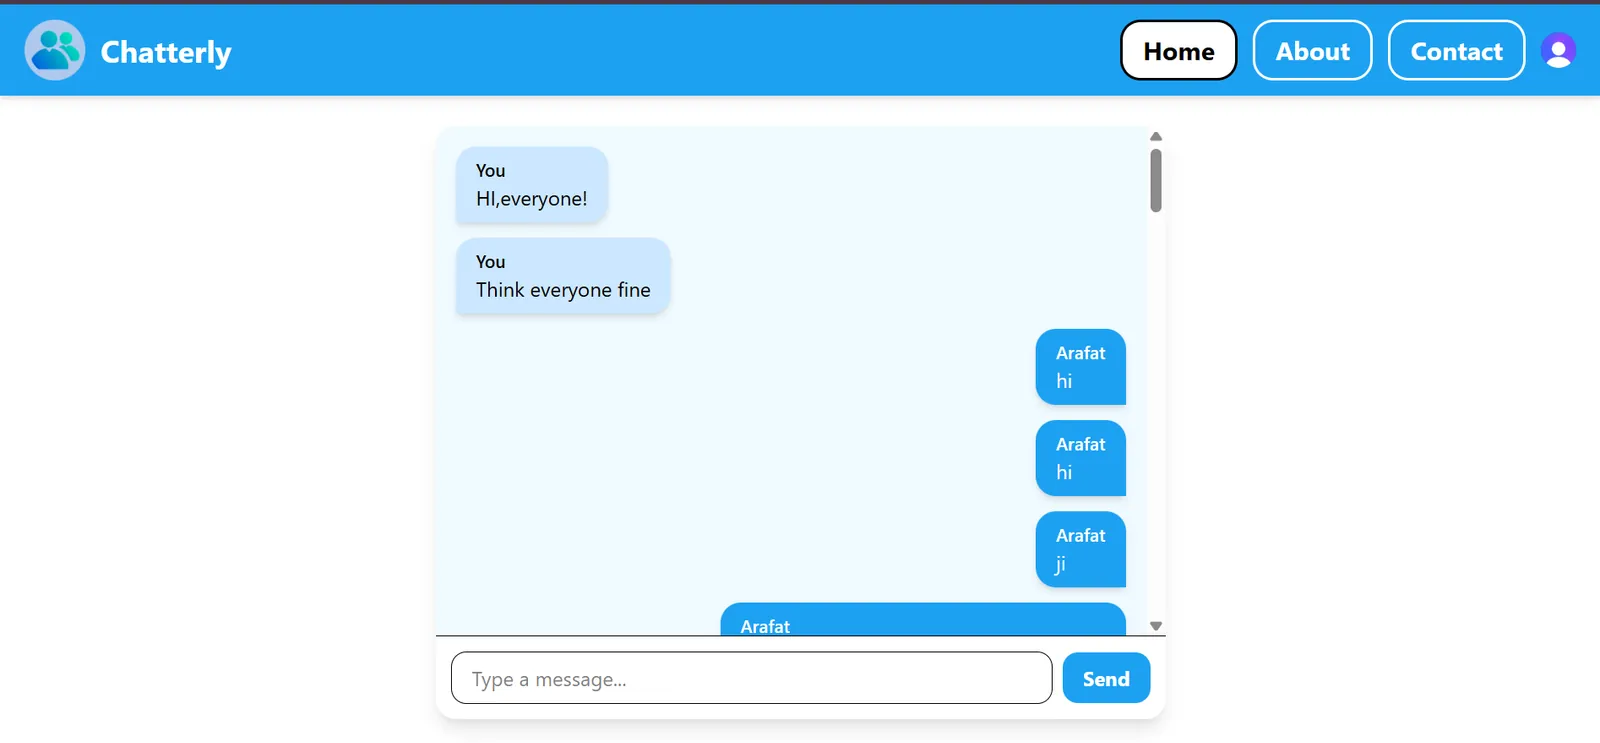 Chatterly
Home
About
Contact
You
HI,everyone!
You
Think everyone fine
Arafat
hi
Arafat
hi
Arafat
ji
Arafat
Type a message...
Send